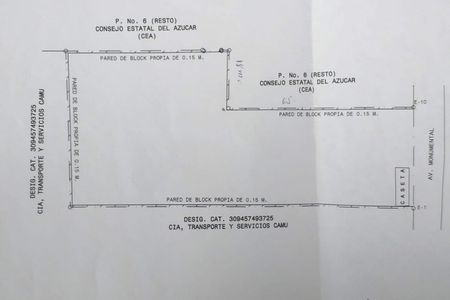 P. No. 6 (RESTO)
CONSEJO ESTATAL DEL AZUCAR
(CEA)
PARED DE BLOCK PROPIA DE 0.15 M.
P. No. 6 (RESTO)
CONSEJO ESTATAL DEL AZUCAR
(CEA)
PARED DE BLOCK PROPIA DE 0.15 M.
E-10
DESIG. CAT. 309457493725
CIA, TRANSPORTE Y SERVICIOS CAMU
PARED DE BLOCK PROPIA DE 0.15 M.
AV. MONUMENTAL
CASETA
PARED DE BLOCK PROPIA DE 0.15 M.
E-1
DESIG. CAT. 309457493725
CIA, TRANSPORTE Y SERVICIOS CAMU